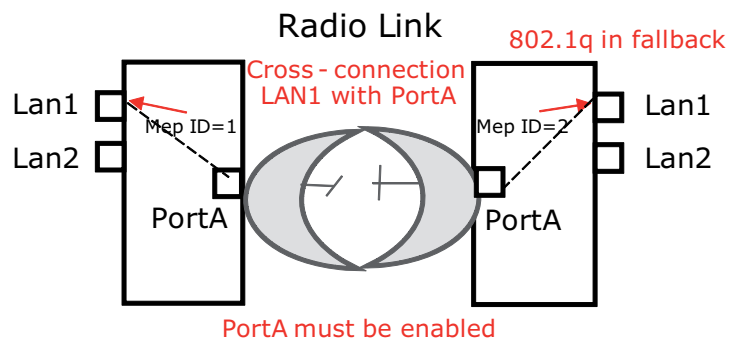 Radio Link
802.1q in fallback
Cross - connection
LAN1 with PortA
Lan1
Mep ID=1
Mep ID=2
Lan1
Lan2
Lan2
PortA
PortA
PortA must be enabled